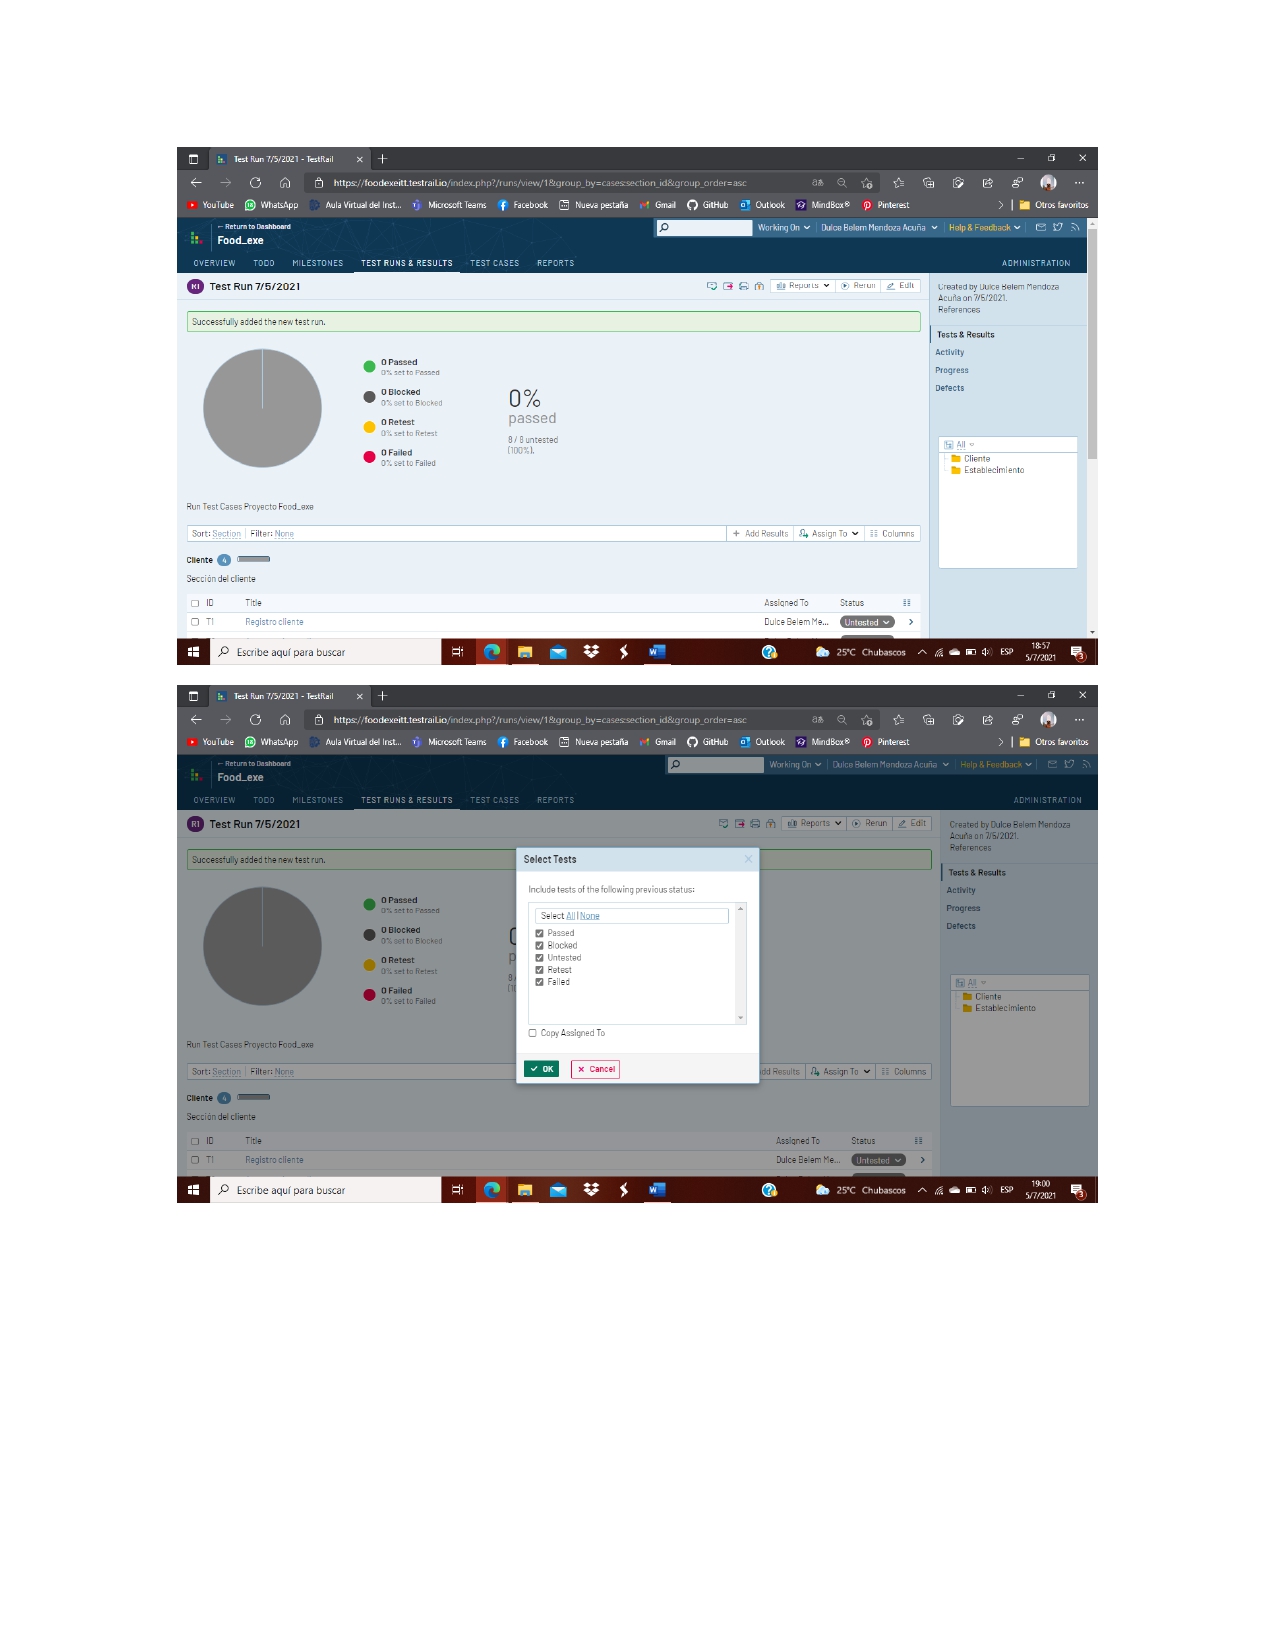 Test Run 7/5/2021 - TestRail
https://foodexeitt.testrail.io/index.php?/runs/view/1&group_by=cases:section_id&group_order=asc
YouTube WhatsApp Aula Virtual del Inst... Microsoft Teams Facebook Nueva pestaña Gmail GitHub Outlook MindBox® Pinterest Otros favoritos
← Return to Dashboard
Food_exe
Working On Dulce Belem Mendoza Acuña Help & Feedback
OVERVIEW TODO MILESTONES TEST RUNS & RESULTS TEST CASES REPORTS ADMINISTRATION
R1 Test Run 7/5/2021 Reports Rerun Edit
Created by Dulce Belem Mendoza
Acuña on 7/5/2021.
References
Successfully added the new test run.
Tests & Results
Activity
Progress
Defects
0 Passed
0% set to Passed
0 Blocked
0% set to Blocked
0 Retest
0% set to Retest
0 Failed
0% set to Failed
0%
passed
8 / 8 untested
(100%).
All
Cliente
Establecimiento
Run Test Cases Proyecto Food_exe
Sort: Section Filter: None + Add Results Assign To Columns
Cliente 4
Sección del cliente
ID Title Assigned To Status
T1 Registro cliente Dulce Belem Me... Untested
Escribe aquí para buscar 25°C Chubascos ESP 18:57
5/7/2021 3
Test Run 7/5/2021 - TestRail
https://foodexeitt.testrail.io/index.php?/runs/view/1&group_by=cases:section_id&group_order=asc
YouTube WhatsApp Aula Virtual del Inst... Microsoft Teams Facebook Nueva pestaña Gmail GitHub Outlook MindBox® Pinterest Otros favoritos
← Return to Dashboard
Food_exe
Working On Dulce Belem Mendoza Acuña Help & Feedback
OVERVIEW TODO MILESTONES TEST RUNS & RESULTS TEST CASES REPORTS ADMINISTRATION
R1 Test Run 7/5/2021 Reports Rerun Edit
Created by Dulce Belem Mendoza
Acuña on 7/5/2021.
References
Successfully added the new test run.
Tests & Results
Activity
Progress
Defects
0 Passed
0% set to Passed
0 Blocked
0% set to Blocked
0 Retest
0% set to Retest
0 Failed
0% set to Failed
Select Tests
Include tests of the following previous status:
Select All | None
Passed
Blocked
Untested
Retest
Failed
Copy Assigned To
OK Cancel
All
Cliente
Establecimiento
Run Test Cases Proyecto Food_exe
Sort: Section Filter: None dd Results Assign To Columns
Cliente 4
Sección del cliente
ID Title Assigned To Status
T1 Registro cliente Dulce Belem Me... Untested
Escribe aquí para buscar 25°C Chubascos ESP 19:00
5/7/2021 3